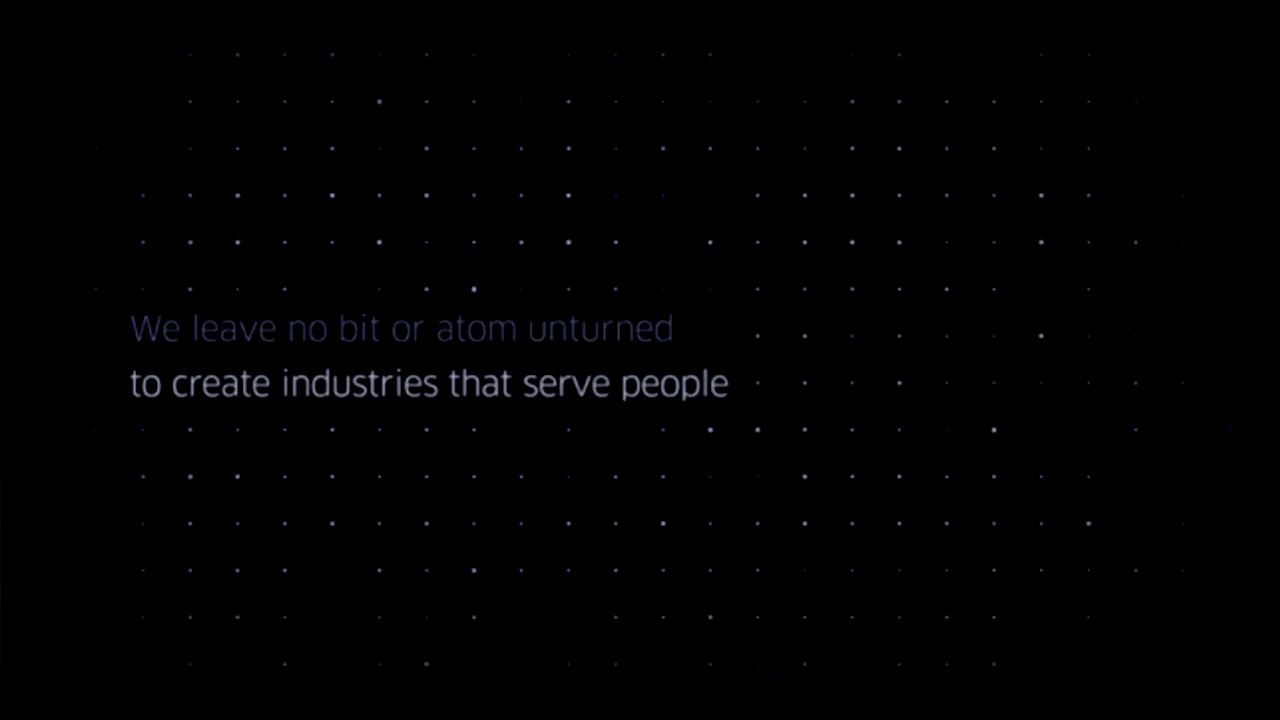 We leave no bit or atom unturned
to create industries that serve people